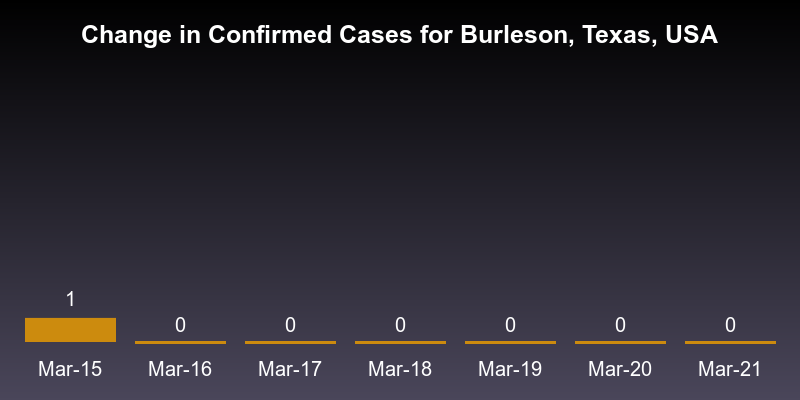 Change in Confirmed Cases for Burleson, Texas, USA
1 0 0 0 0 0 0
Mar-15 Mar-16 Mar-17 Mar-18 Mar-19 Mar-20 Mar-21